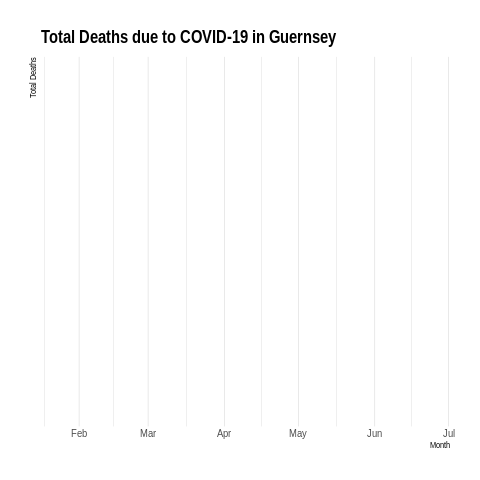 Total Deaths due to COVID-19 in Guernsey
Total Deaths
Feb Mar Apr May Jun Jul
Month